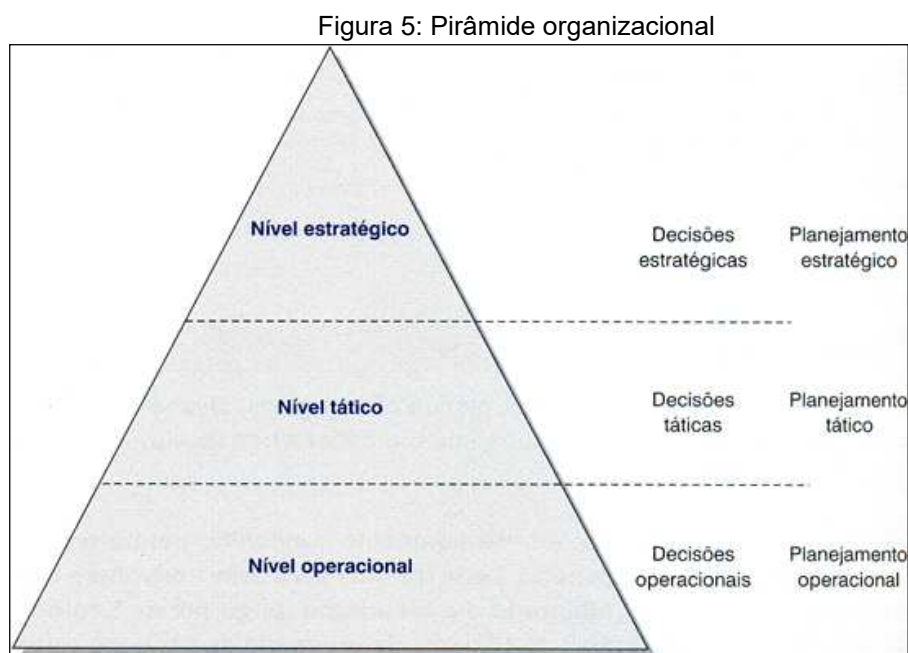 Figura 5: Pirâmide organizacional
Nível estratégico
Decisões
estratégicas
Planejamento
estratégico
Nível tático
Decisões
táticas
Planejamento
tático
Nível operacional
Decisões
operacionais
Planejamento
operacional